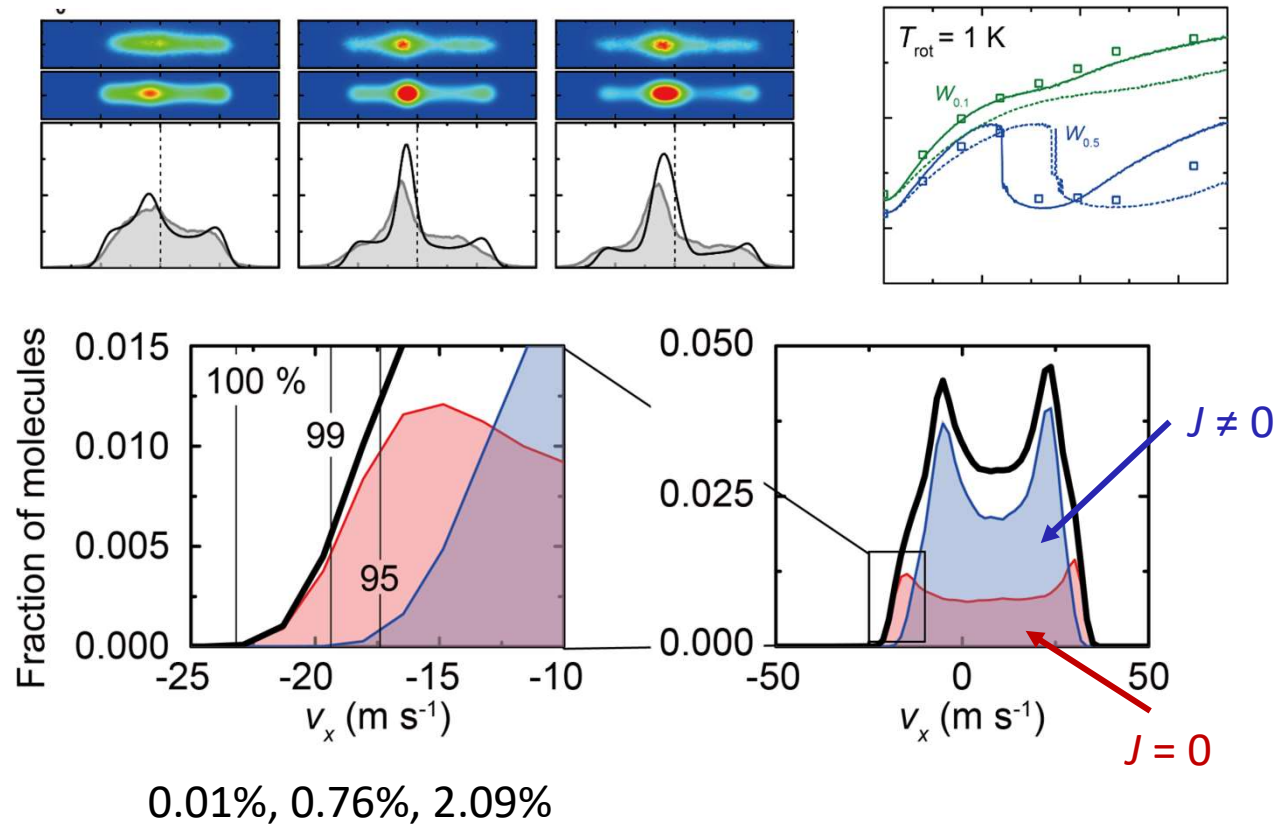 T_rot = 1 K
W_0.1
W_0.5
Fraction of molecules
0.015
0.010
0.005
0.000
100 %
99
95
-25
-20
-15
-10
v_x (m s⁻¹)
0.050
0.025
0.000
-50
0
50
v_x (m s⁻¹)
J ≠ 0
J = 0
0.01%, 0.76%, 2.09%